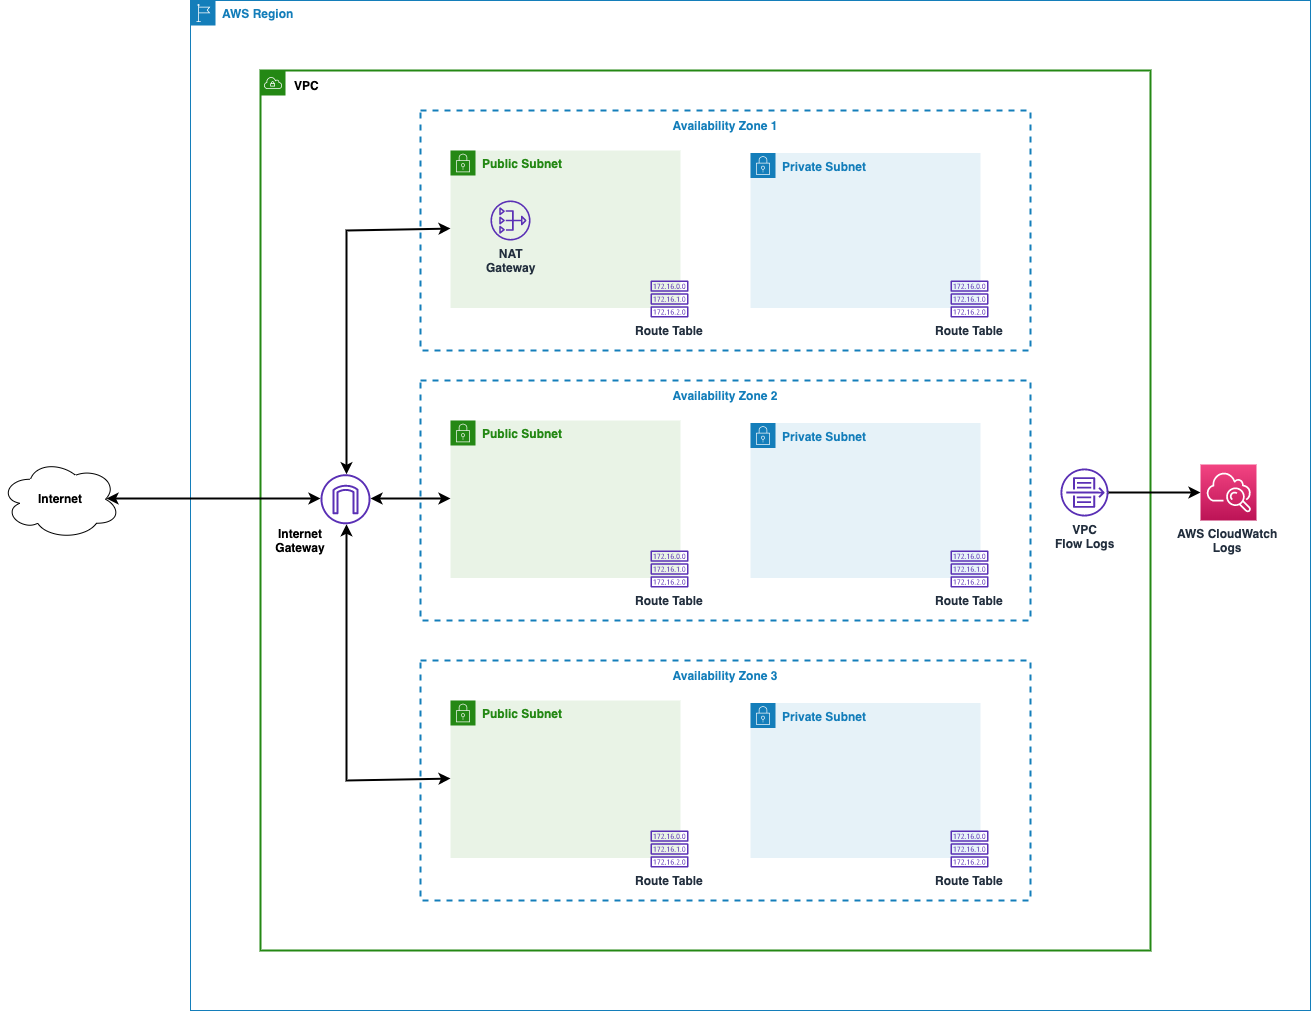 AWS Region
VPC
Availability Zone 1
Public Subnet
Private Subnet
NAT
Gateway
172.16.0.0
172.16.1.0
172.16.2.0
Route Table
172.16.0.0
172.16.1.0
172.16.2.0
Route Table
Availability Zone 2
Public Subnet
Private Subnet
Internet
Internet
Gateway
172.16.0.0
172.16.1.0
172.16.2.0
Route Table
172.16.0.0
172.16.1.0
172.16.2.0
Route Table
VPC
Flow Logs
AWS CloudWatch
Logs
Availability Zone 3
Public Subnet
Private Subnet
172.16.0.0
172.16.1.0
172.16.2.0
Route Table
172.16.0.0
172.16.1.0
172.16.2.0
Route Table